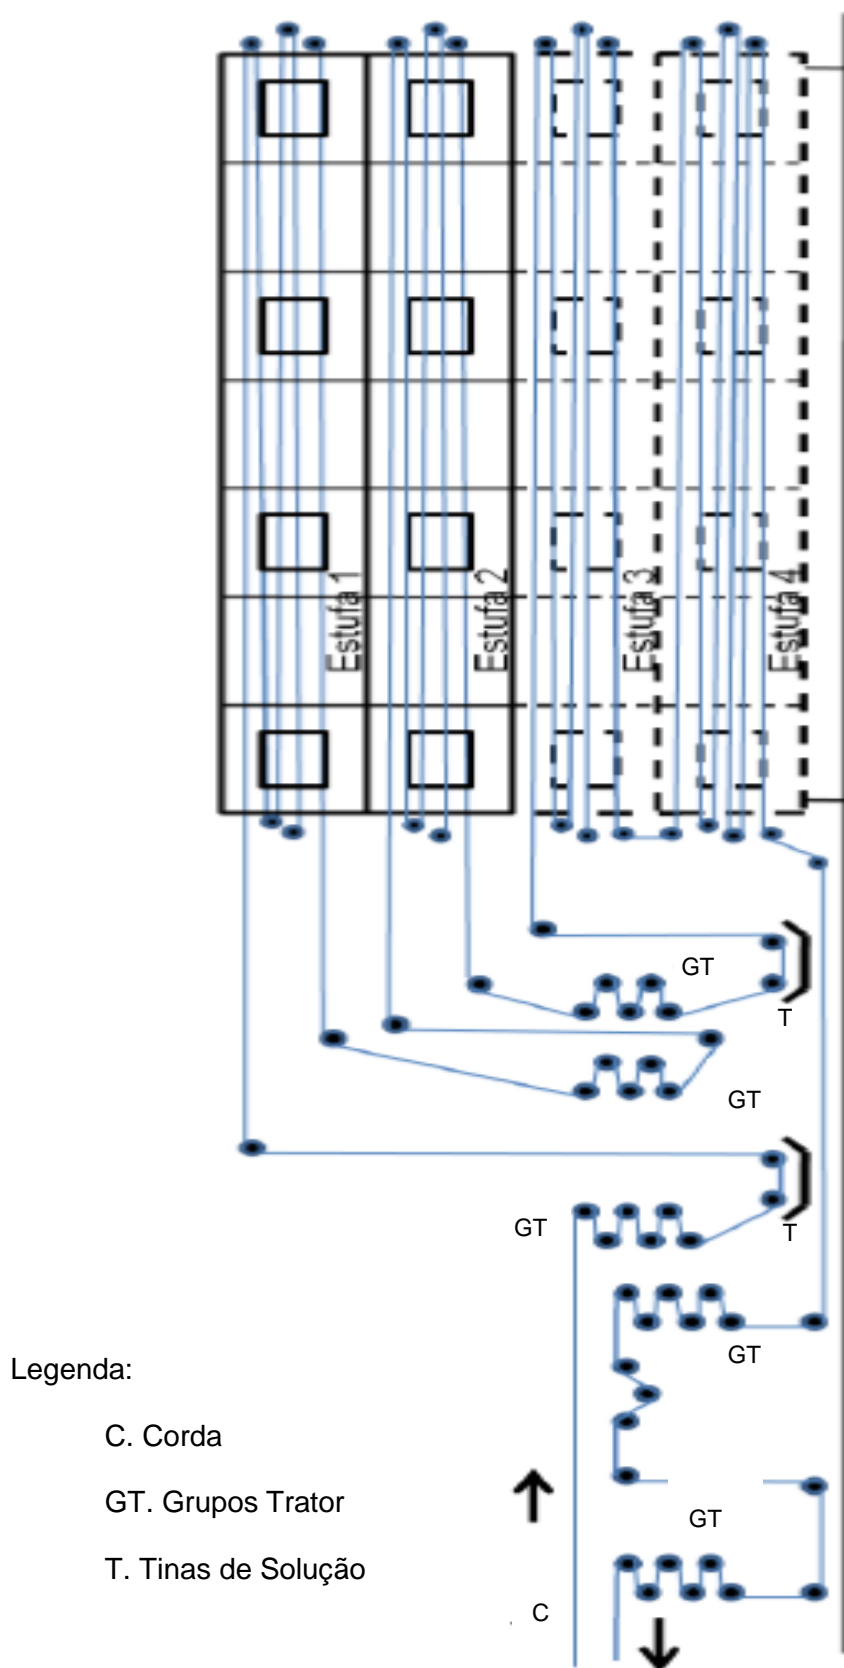 Estufa 1
Estufa 2
Estufa 3
Estufa 4
GT
T
GT
GT
T
GT
Legenda:
C. Corda
GT. Grupos Trator
GT
T. Tinas de Solução
C